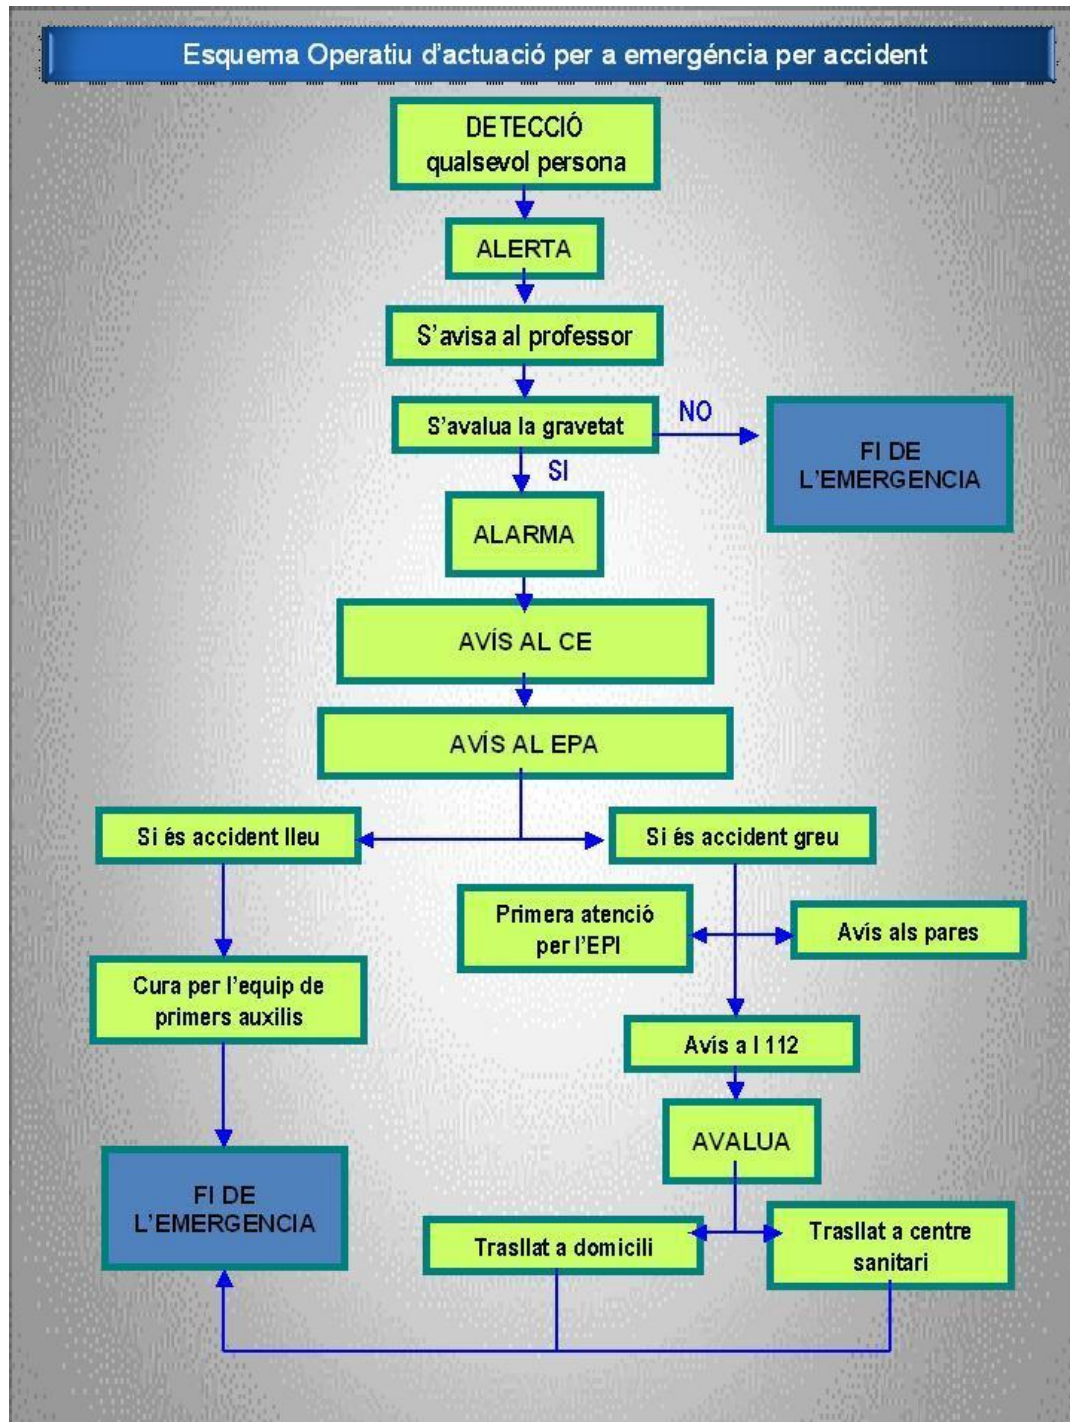 Esquema Operatiu d'actuació per a emergéncia per accident
DETECCIÓ
qualsevol persona
ALERTA
S'avisa al professor
S'avalua la gravetat
NO
FI DE
L'EMERGENCIA
SI
ALARMA
AVÍS AL CE
AVÍS AL EPA
Si és accident lleu
Si és accident greu
Primera atenció
per l'EPI
Avís als pares
Cura per l'equip de
primers auxilis
Avís a l 112
AVALUA
FI DE
L'EMERGENCIA
Trasllat a domicili
Trasllat a centre
sanitari